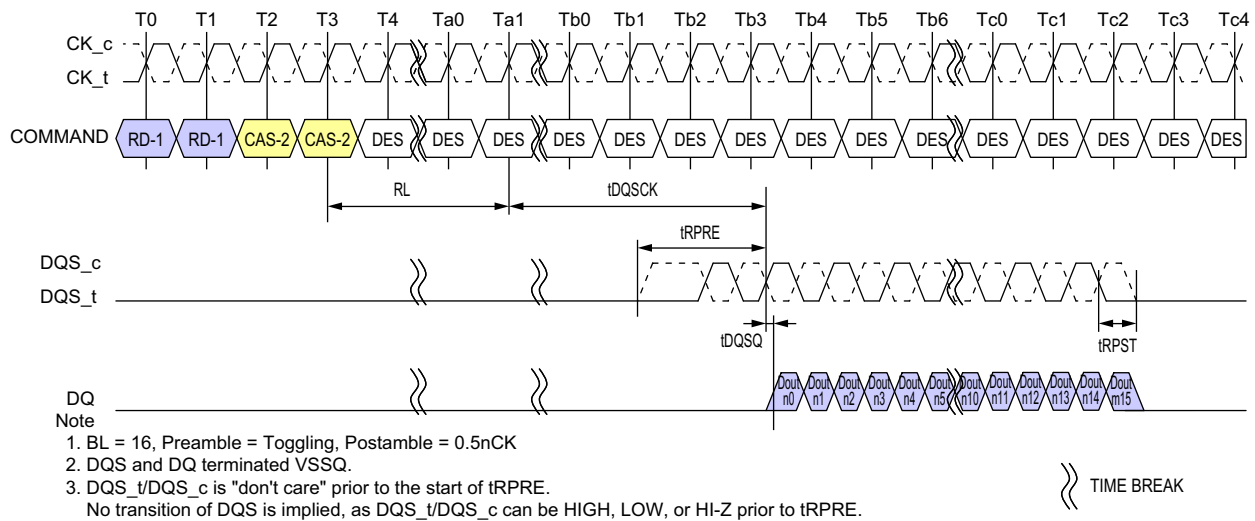 T0 T1 T2 T3 T4 Ta0 Ta1 Tb0 Tb1 Tb2 Tb3 Tb4 Tb5 Tb6 Tc0 Tc1 Tc2 Tc3 Tc4
CK_c
CK_t
COMMAND RD-1 RD-1 CAS-2 CAS-2 DES DES DES DES DES DES DES DES DES DES DES DES DES DES DES
RL tDQSCK
tRPRE
DQS_c
DQS_t
tDQSQ tRPST
DQ Dout n0 Dout n1 Dout n2 Dout n3 Dout n4 Dout n5 Dout n10 Dout n11 Dout n12 Dout n13 Dout n14 Dout m15
Note
1. BL = 16, Preamble = Toggling, Postamble = 0.5nCK
2. DQS and DQ terminated VSSQ.
3. DQS_t/DQS_c is "don't care" prior to the start of tRPRE.
No transition of DQS is implied, as DQS_t/DQS_c can be HIGH, LOW, or HI-Z prior to tRPRE.
TIME BREAK